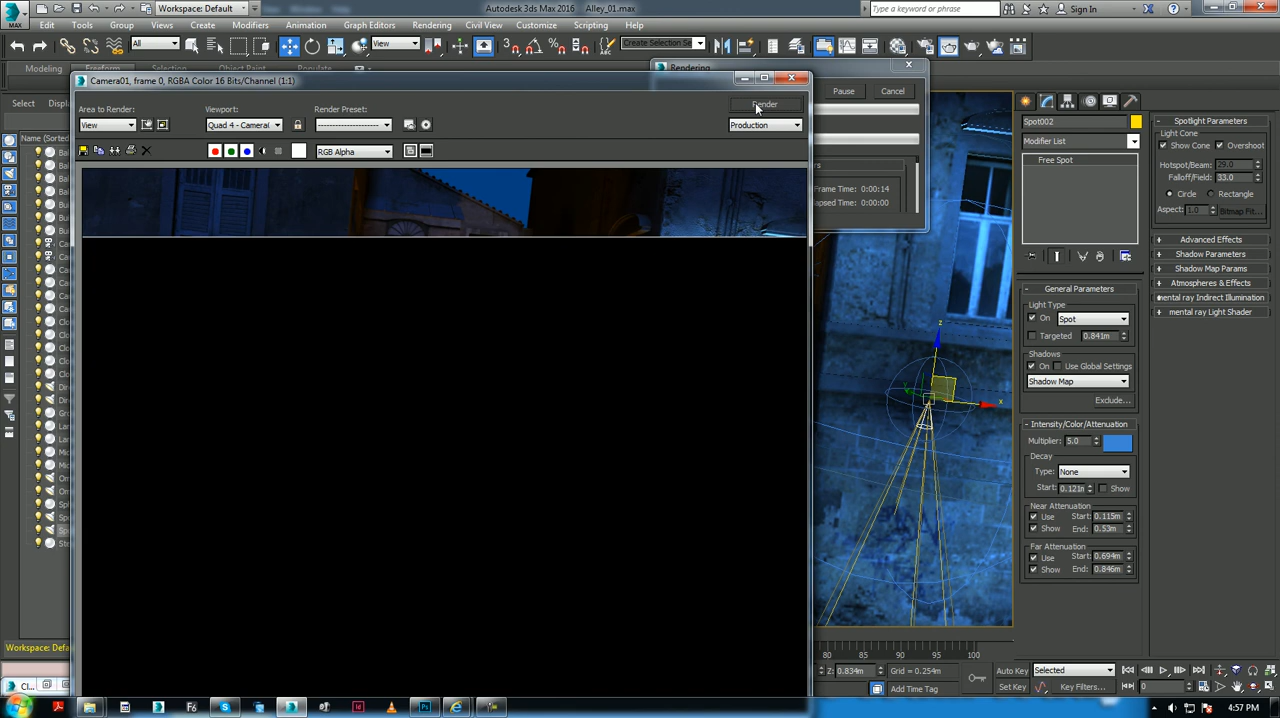 MAX
Workspace: Default
Autodesk 3ds Max 2016 Alley_01.max
Type a keyword or phrase
Sign In
Edit Tools Group Views Create Modifiers Animation Graph Editors Rendering Civil View Customize Scripting Help
All
View
Create Selection Se
Modeling Freeform Populate
Rendering
Camera01, frame 0, RGBA Color 16 Bits/Channel (1:1)
Pause
Cancel
Area to Render:
Viewport:
Render Preset:
Render
View
Quad 4 - Camera(
--------------------
Production
RGB Alpha
Frame Time: 0:00:14
Elapsed Time: 0:00:00
Select
Name (Sorted
Spot002
Modifier List
Free Spot
Spotlight Parameters
Light Cone
Show Cone
Overshoot
Hotspot/Beam: 29.0
Falloff/Field: 33.0
Circle
Rectangle
Aspect: 1.0
Bitmap Fit...
Advanced Effects
Shadow Parameters
Shadow Map Params
Atmospheres & Effects
mental ray Indirect Illumination
mental ray Light Shader
General Parameters
Light Type
On
Spot
Targeted
0.841m
Shadows
On
Use Global Settings
Shadow Map
Exclude...
Intensity/Color/Attenuation
Multiplier: 5.0
Decay
Type: None
Start: 0.121m
Show
Near Attenuation
Use Start: 0.115m
Show End: 0.53m
Far Attenuation
Use Start: 0.694m
Show End: 0.846m
z
y
x
Workspace: Defa
80 85 90 95 100
Z: 0.834m
Grid = 0.254m
Add Time Tag
Auto Key
Selected
Set Key
Key Filters...
0
4:57 PM